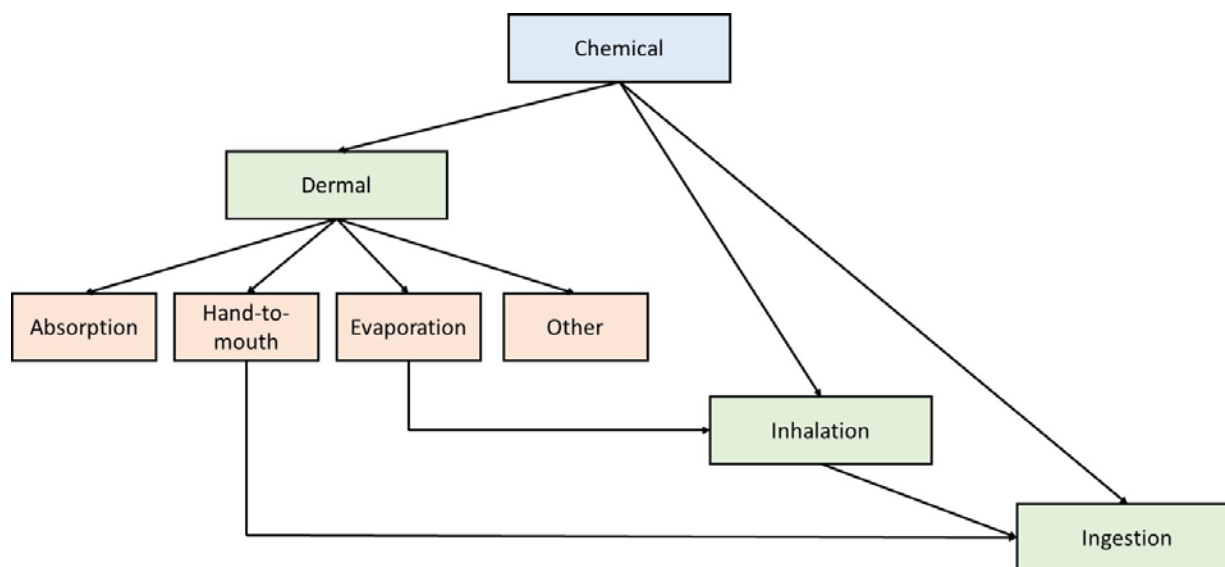 Chemical
Dermal
Absorption
Hand-to-
mouth
Evaporation
Other
Inhalation
Ingestion